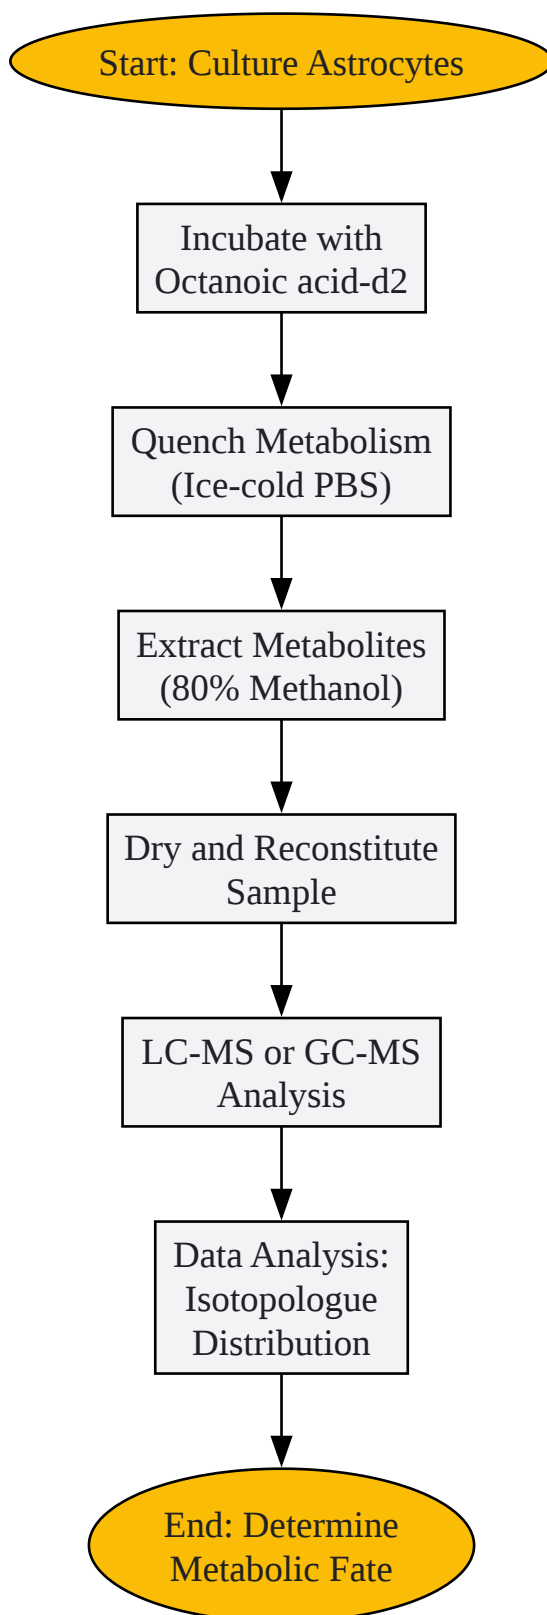 Start: Culture Astrocytes
Incubate with
Octanoic acid-d2
Quench Metabolism
(Ice-cold PBS)
Extract Metabolites
(80% Methanol)
Dry and Reconstitute
Sample
LC-MS or GC-MS
Analysis
Data Analysis:
Isotopologue
Distribution
End: Determine
Metabolic Fate